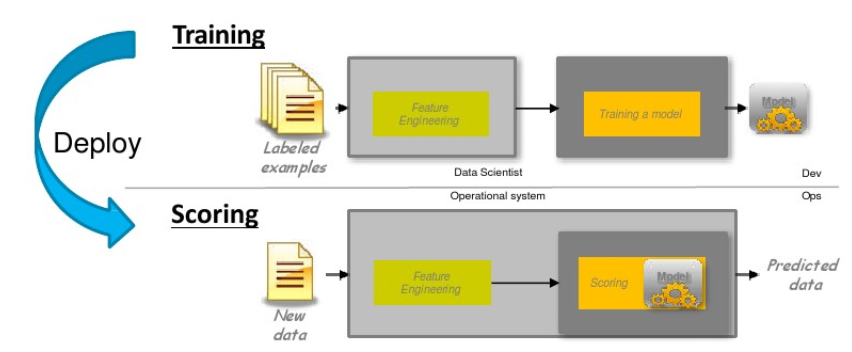 Training
Feature
Engineering
Training a model
Model
Labeled
examples
Deploy
Data Scientist
Dev
Operational system
Ops
Scoring
Feature
Engineering
Scoring
Model
Predicted
data
New
data